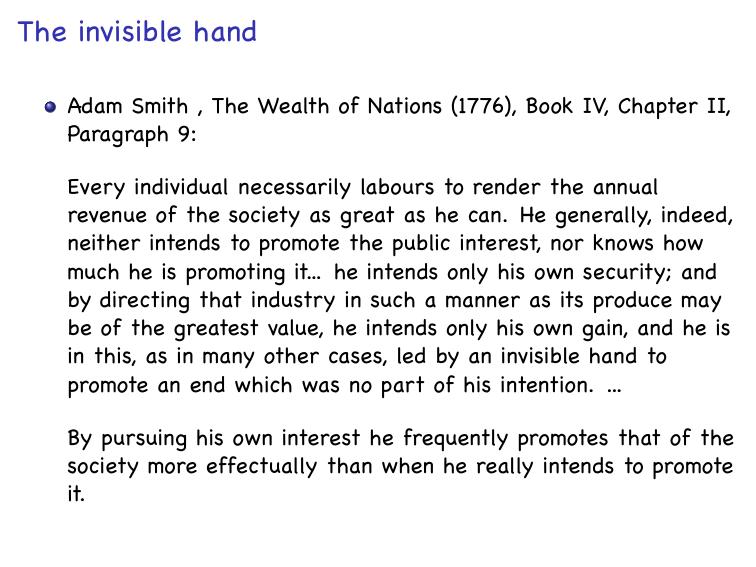 The invisible hand
Adam Smith , The Wealth of Nations (1776), Book IV, Chapter II,
Paragraph 9:
Every individual necessarily labours to render the annual
revenue of the society as great as he can. He generally, indeed,
neither intends to promote the public interest, nor knows how
much he is promoting it... he intends only his own security; and
by directing that industry in such a manner as its produce may
be of the greatest value, he intends only his own gain, and he is
in this, as in many other cases, led by an invisible hand to
promote an end which was no part of his intention. ...
By pursuing his own interest he frequently promotes that of the
society more effectually than when he really intends to promote
it.